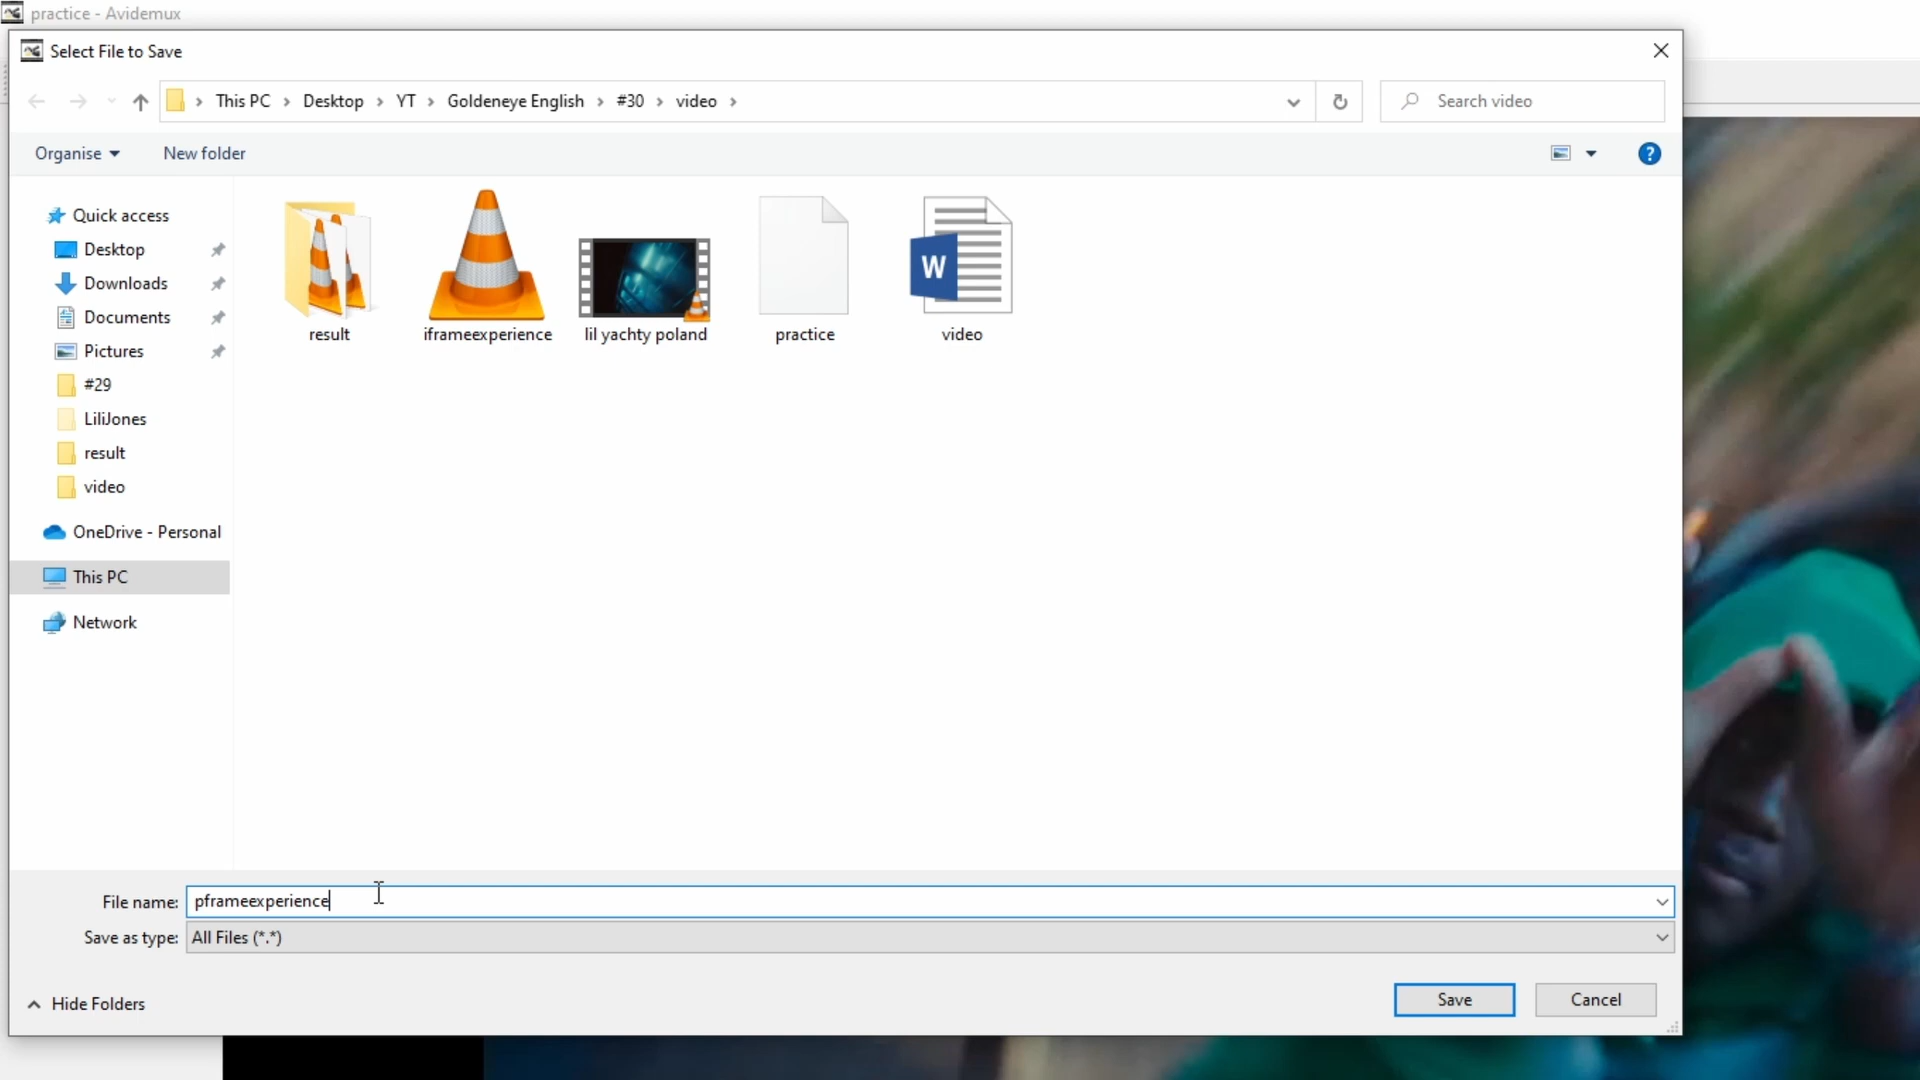 practice - Avidemux
Select File to Save
This PC > Desktop > YT > Goldeneye English > #30 > video >
Search video
Organise
New folder
?
Quick access
Desktop
Downloads
Documents
Pictures
#29
LiliJones
result
video
OneDrive - Personal
This PC
Network
W
result
iframeexperience
lil yachty poland
practice
video
File name: pframeexperience
Save as type: All Files (*.*)
Hide Folders
Save
Cancel